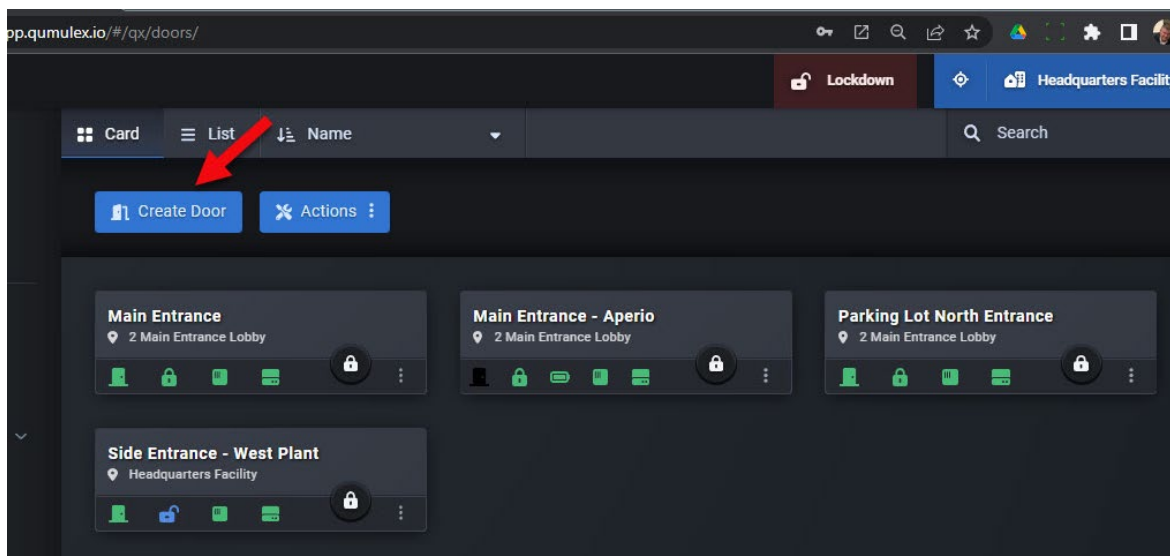 pp.qumulex.io/#/qx/doors/
Lockdown
Headquarters Facilit
Card
List
Name
Search
Create Door
Actions
Main Entrance
2 Main Entrance Lobby
Main Entrance - Aperio
2 Main Entrance Lobby
Parking Lot North Entrance
2 Main Entrance Lobby
Side Entrance - West Plant
Headquarters Facility